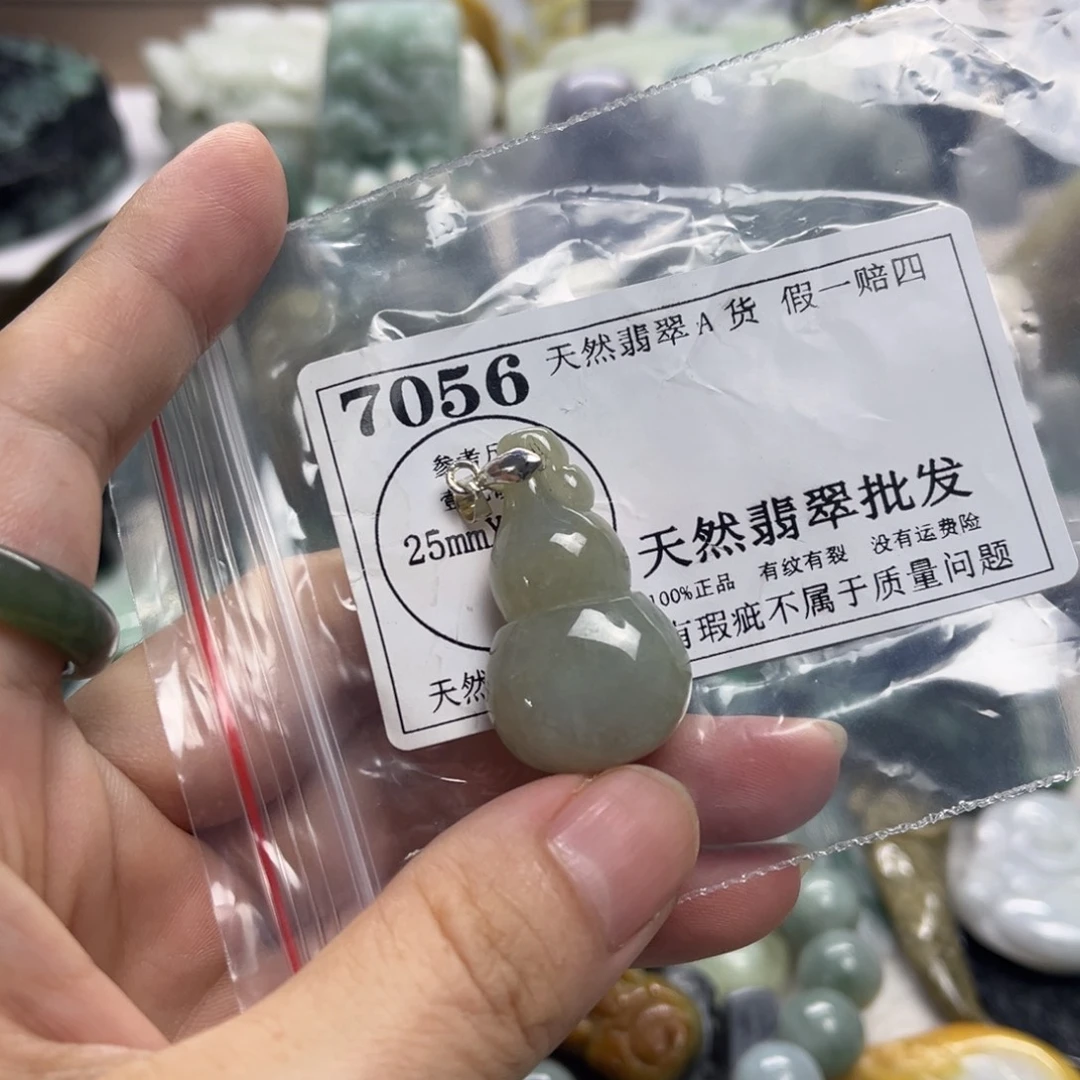 天然翡翠A货 假一赔四
7056
参考
25mm
天然翡翠批发
100%正品 有纹有裂 没有运费险
有瑕疵不属于质量问题
天然